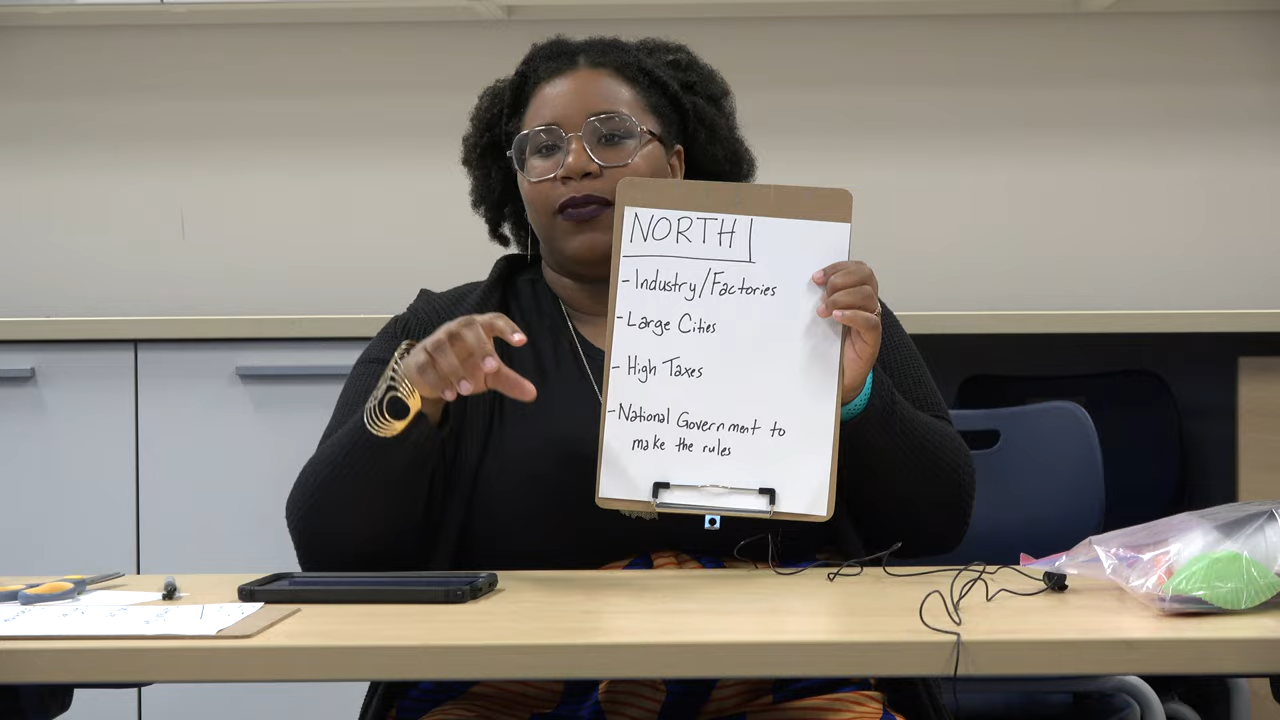 NORTH
- Industry/Factories
- Large Cities
- High Taxes
- National Government to
make the rules